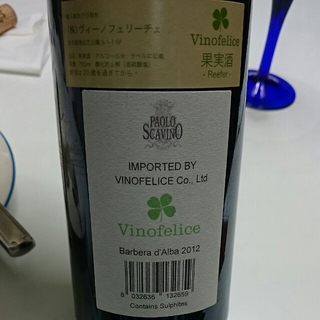 (株)ヴィーノフェリーチェ
Vinofelice
果実酒
- Reefer -
PAOLO
SCAVINO
IMPORTED BY
VINOFELICE Co., Ltd
Vinofelice
Barbera d'Alba 2012
8 032636 132659
Contains Sulphites